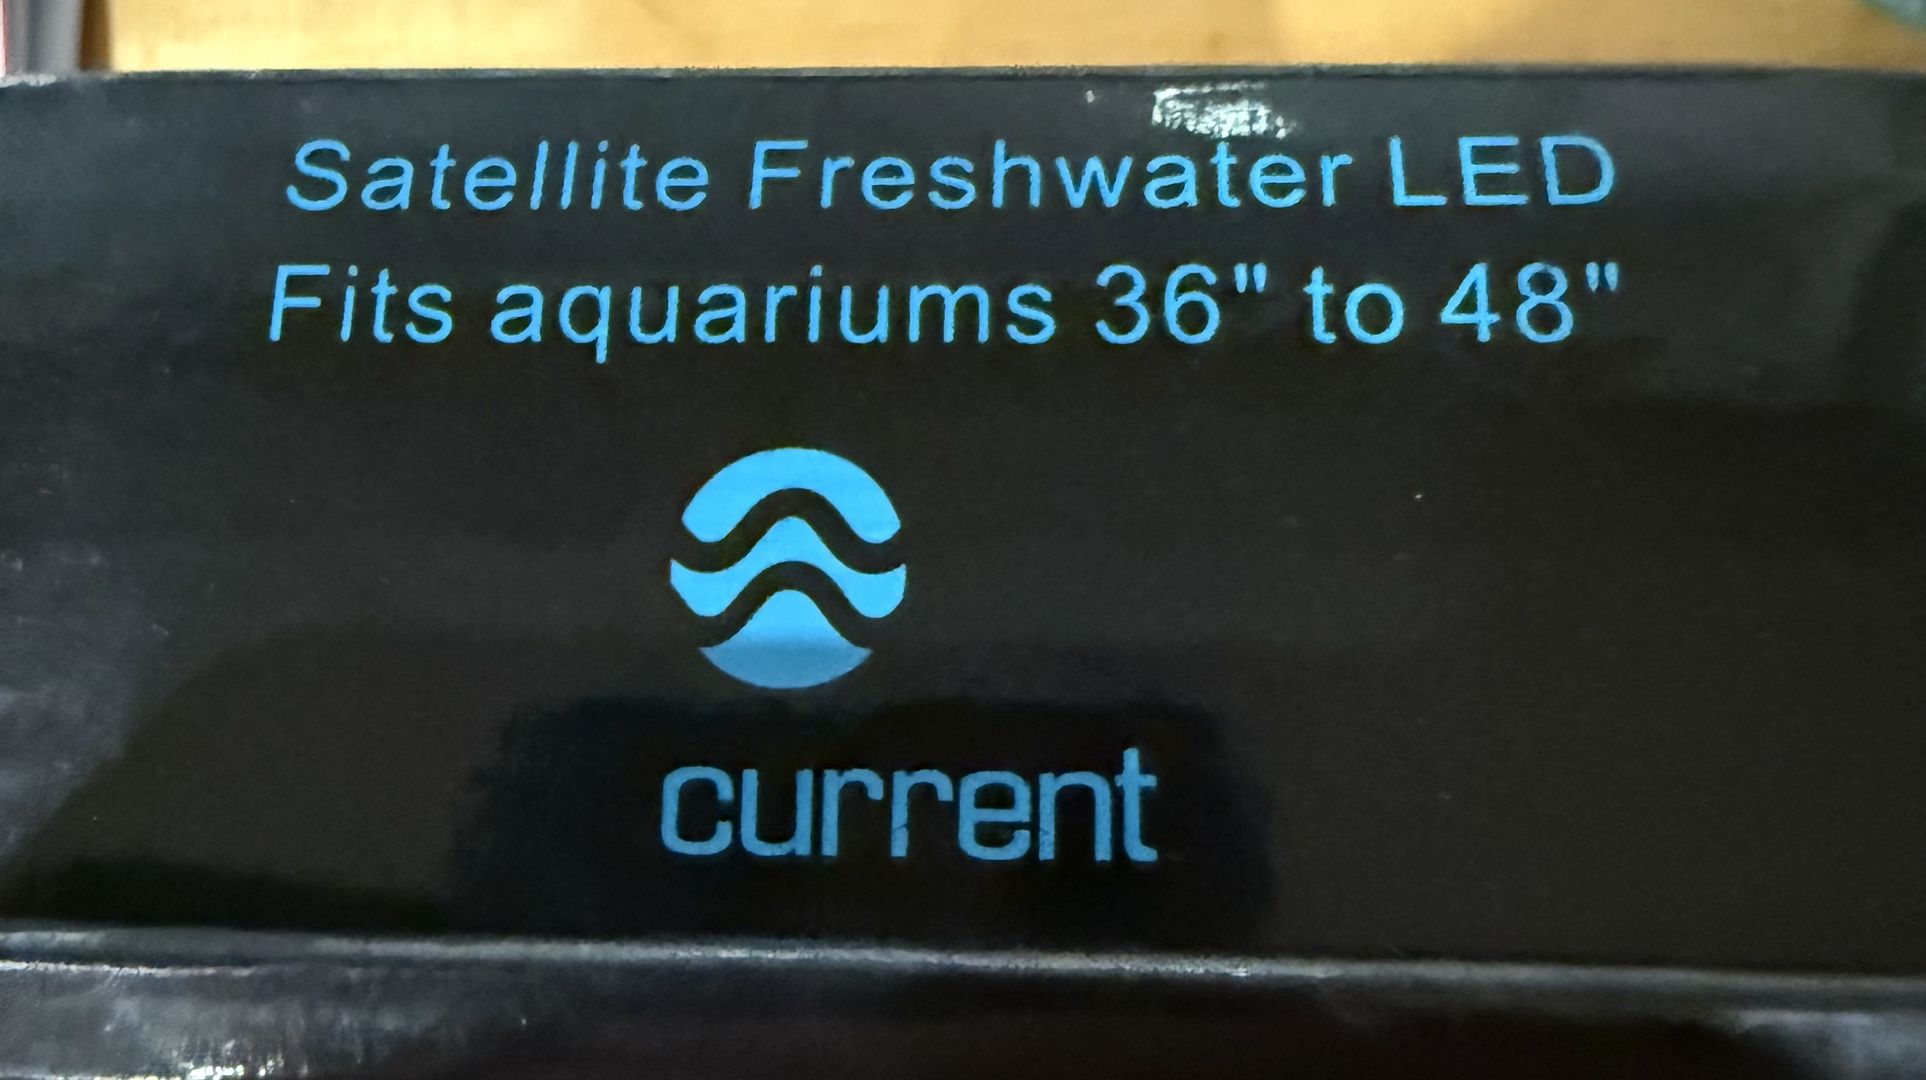 Satellite Freshwater LED
Fits aquariums 36" to 48"
current